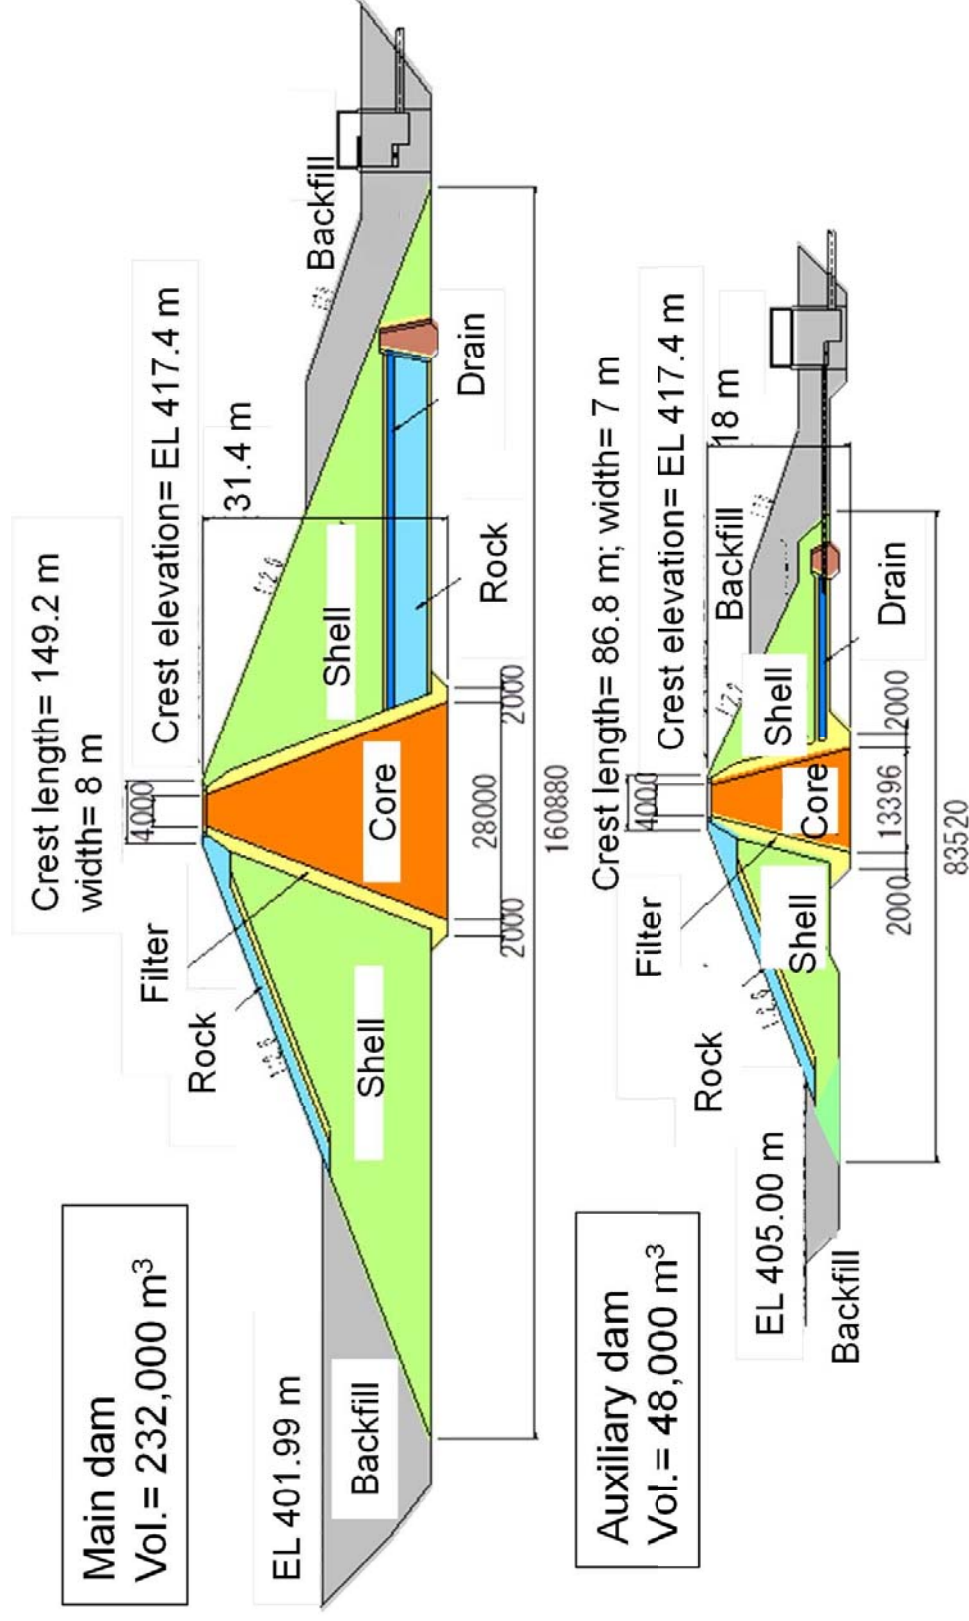 Main dam
Vol.= 232,000 m³
Crest length= 149.2 m
width= 8 m
Crest elevation= EL 417.4 m
4000
31.4 m
Backfill
Filter
Rock
Shell
Shell
Core
EL 401.99 m
Backfill
Drain
Rock
2000
28000
2000
160880
Auxiliary dam
Vol.= 48,000 m³
Crest length= 86.8 m; width= 7 m
Crest elevation= EL 417.4 m
4000
18 m
Backfill
Filter
Rock
Shell
Shell
Core
EL 405.00 m
Backfill
Drain
2000
13396
2000
83520